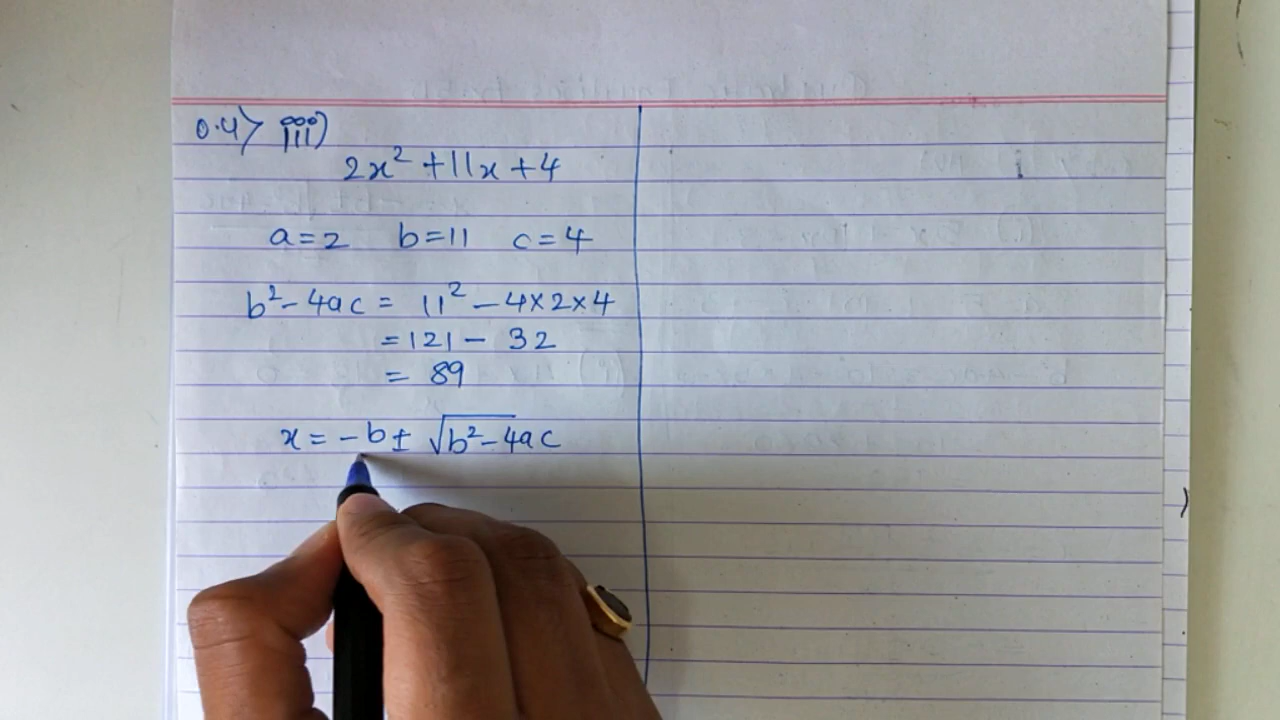 Q.4> iii)
2x² + 11x + 4
a = 2 b = 11 c = 4
b² - 4ac = 11² - 4 × 2 × 4
= 121 - 32
= 89
x = -b ± √b² - 4ac